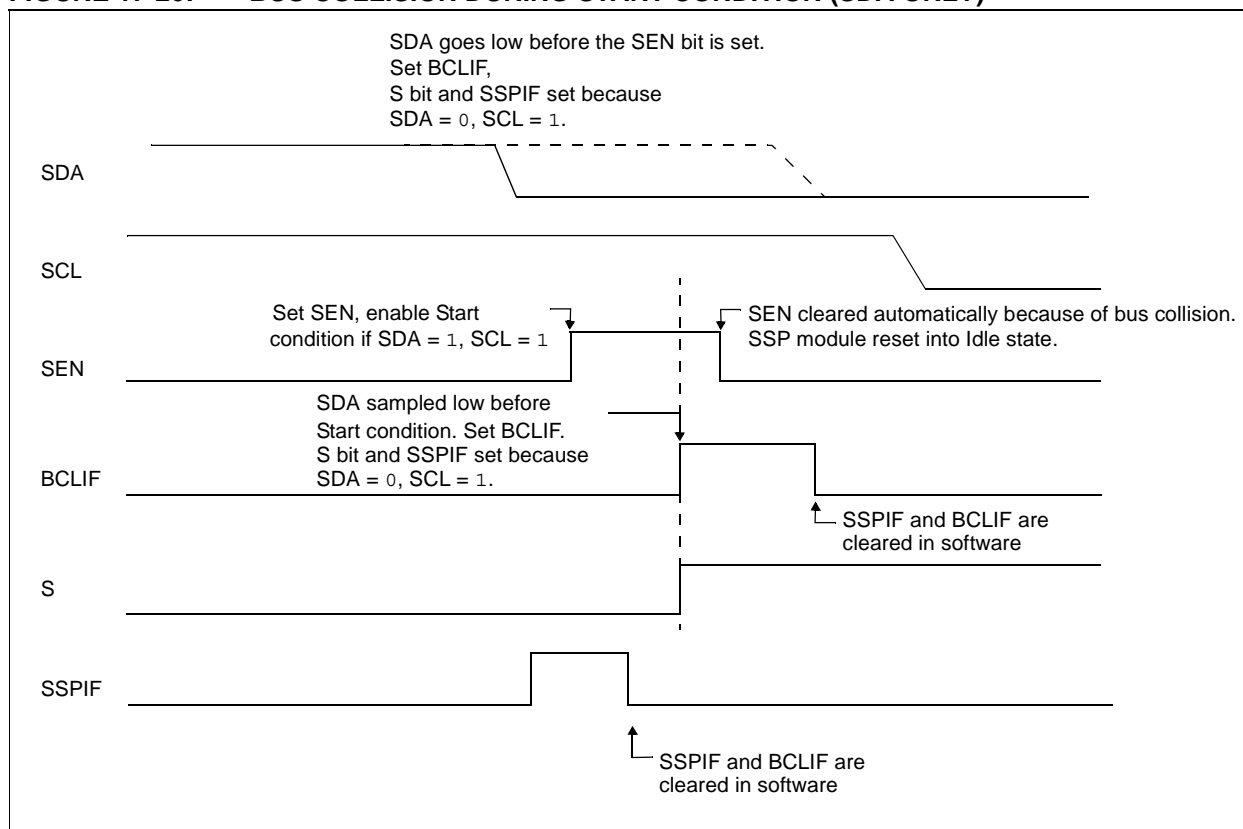 SDA goes low before the SEN bit is set.
Set BCLIF,
S bit and SSPIF set because
SDA = 0, SCL = 1.
SDA
SCL
Set SEN, enable Start
condition if SDA = 1, SCL = 1
SEN cleared automatically because of bus collision.
SSP module reset into Idle state.
SEN
SDA sampled low before
Start condition. Set BCLIF.
S bit and SSPIF set because
SDA = 0, SCL = 1.
BCLIF
SSPIF and BCLIF are
cleared in software
S
SSPIF
SSPIF and BCLIF are
cleared in software